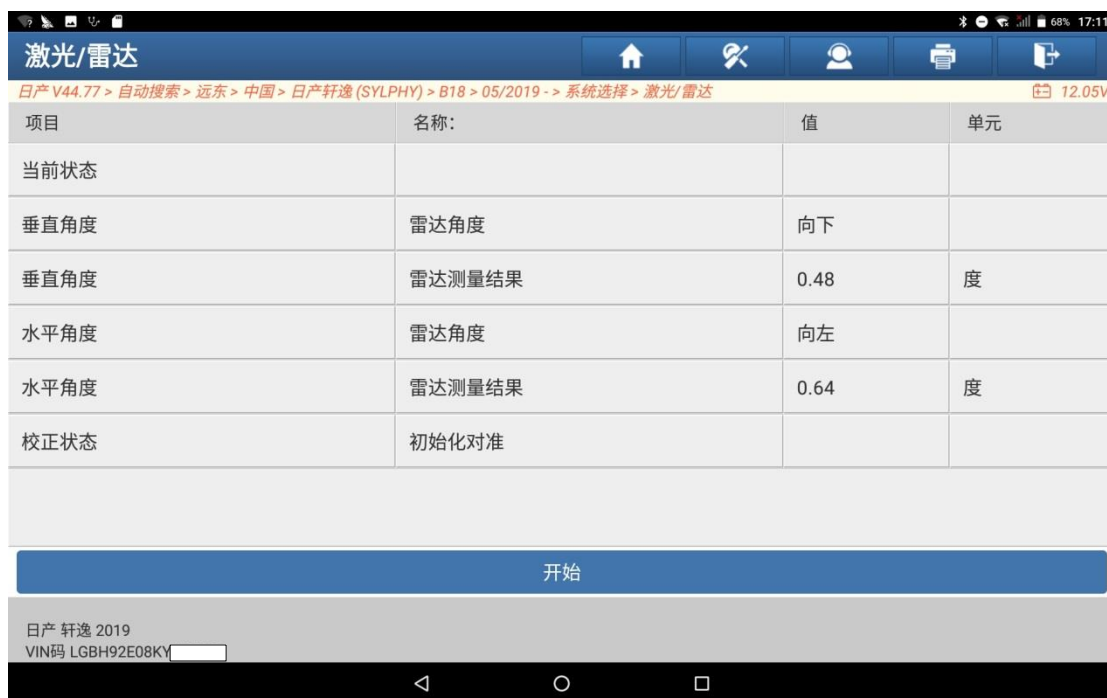 68% 17:11
激光/雷达
日产 V44.77 > 自动搜索 > 远东 > 中国 > 日产轩逸 (SYLPHY) > B18 > 05/2019 - > 系统选择 > 激光/雷达 12.05V
项目 名称: 值 单元
当前状态
垂直角度 雷达角度 向下
垂直角度 雷达测量结果 0.48 度
水平角度 雷达角度 向左
水平角度 雷达测量结果 0.64 度
校正状态 初始化对准
开始
日产 轩逸 2019
VIN码 LGBH92E08KY